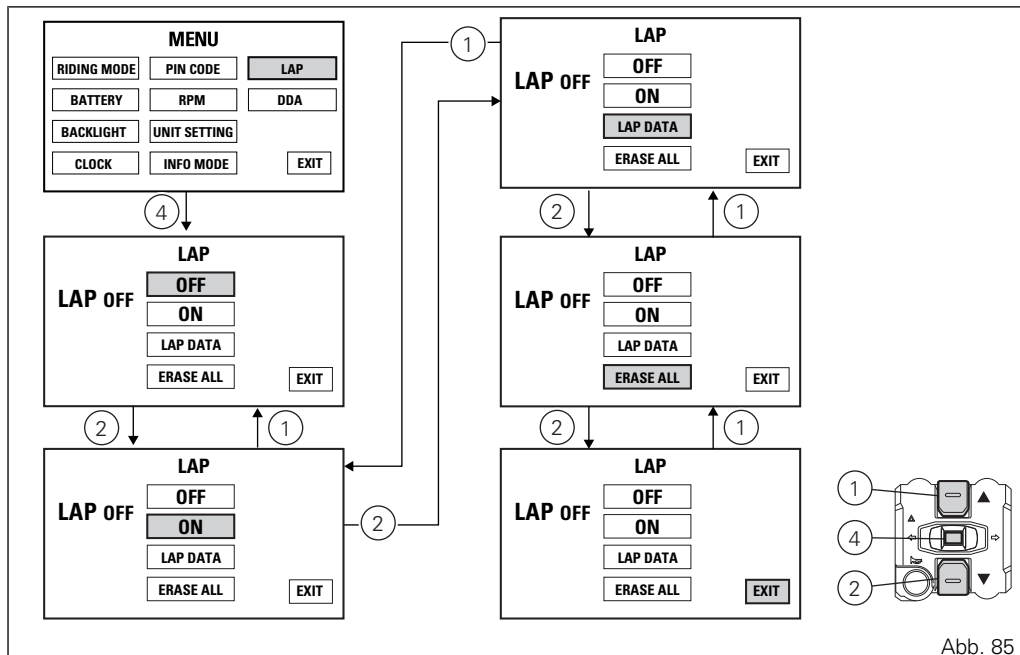 MENU
RIDING MODE PIN CODE LAP
BATTERY RPM DDA
BACKLIGHT UNIT SETTING
CLOCK INFO MODE EXIT
4
LAP
LAP OFF
OFF
ON
LAP DATA
ERASE ALL
EXIT
2
1
LAP
LAP OFF
OFF
ON
LAP DATA
ERASE ALL
EXIT
1
2
LAP
LAP OFF
OFF
ON
LAP DATA
ERASE ALL
EXIT
2
1
LAP
LAP OFF
OFF
ON
LAP DATA
ERASE ALL
EXIT
2
1
LAP
LAP OFF
OFF
ON
LAP DATA
ERASE ALL
EXIT
1
4
2
Abb. 85